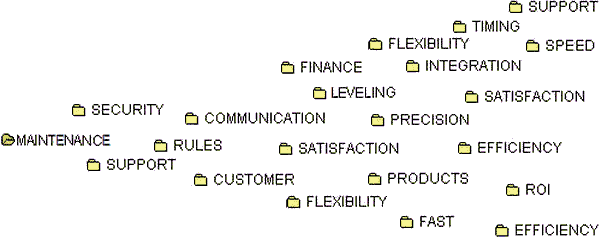 SUPPORT
TIMING
FLEXIBILITY
SPEED
FINANCE
INTEGRATION
LEVELING
SATISFACTION
SECURITY
COMMUNICATION
PRECISION
MAINTENANCE
RULES
SATISFACTION
EFFICIENCY
SUPPORT
CUSTOMER
PRODUCTS
ROI
FLEXIBILITY
FAST
EFFICIENCY